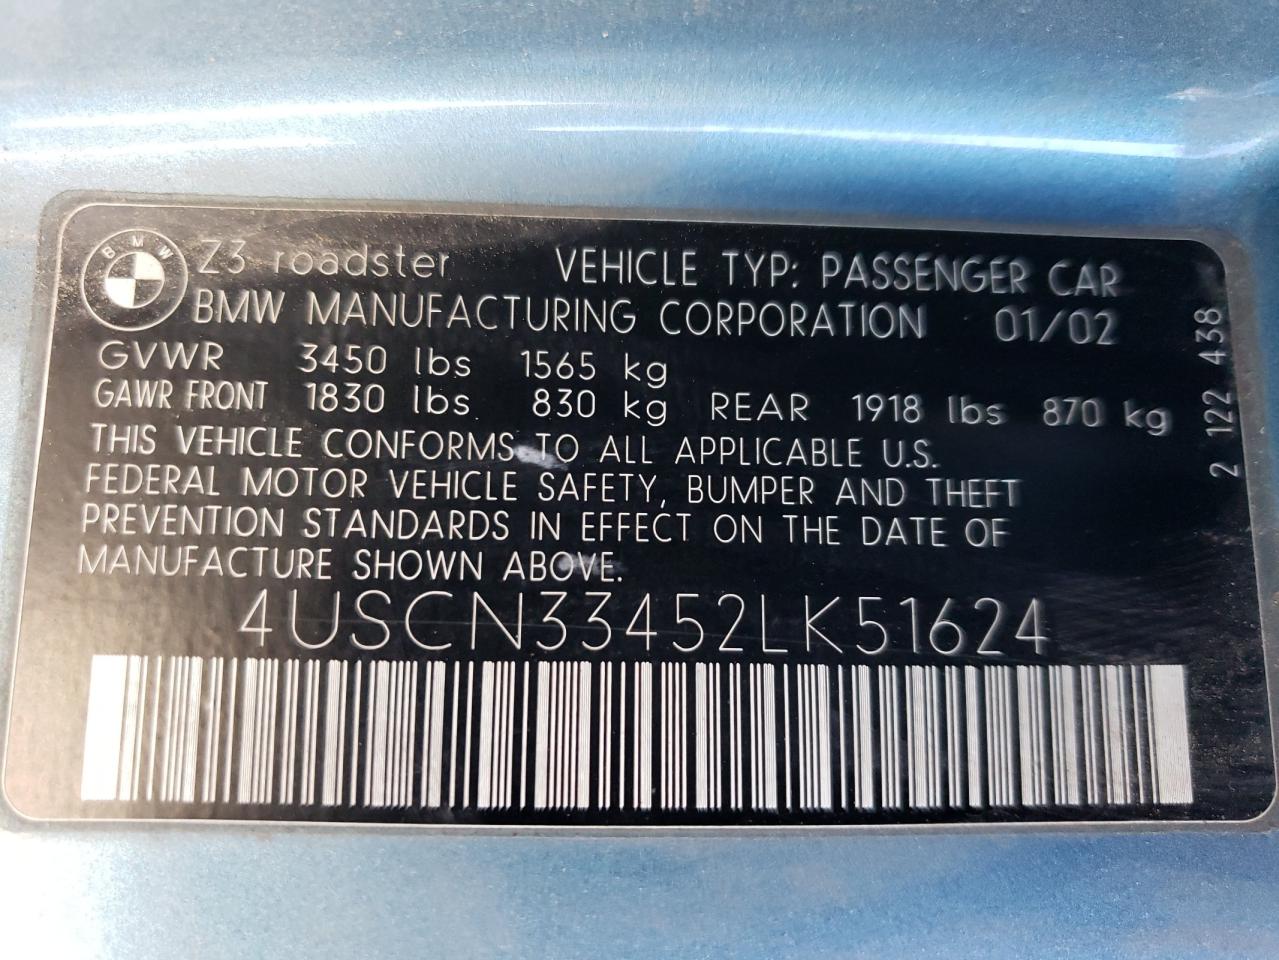 BMW
Z3 roadster VEHICLE TYP: PASSENGER CAR
BMW MANUFACTURING CORPORATION 01/02
GVWR 3450 lbs 1565 kg
GAWR FRONT 1830 lbs 830 kg REAR 1918 lbs 870 kg
THIS VEHICLE CONFORMS TO ALL APPLICABLE U.S.
FEDERAL MOTOR VEHICLE SAFETY, BUMPER AND THEFT
PREVENTION STANDARDS IN EFFECT ON THE DATE OF
MANUFACTURE SHOWN ABOVE.
4USCN33452LK51624
2 122 438